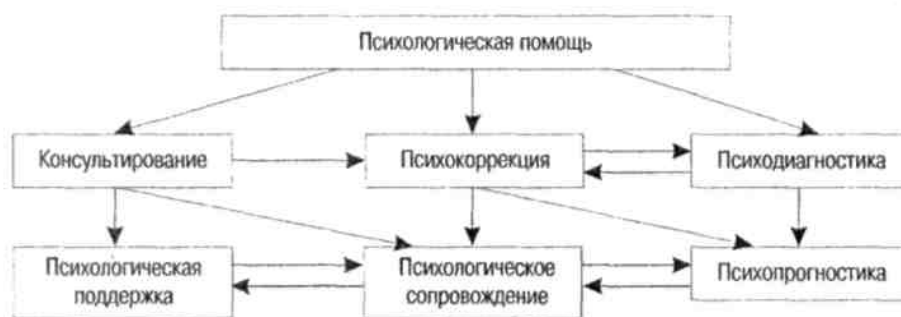 Психологическая помощь
Консультирование
Психокоррекция
Психодиагностика
Психологическая
поддержка
Психологическое
сопровождение
Психопрогностика